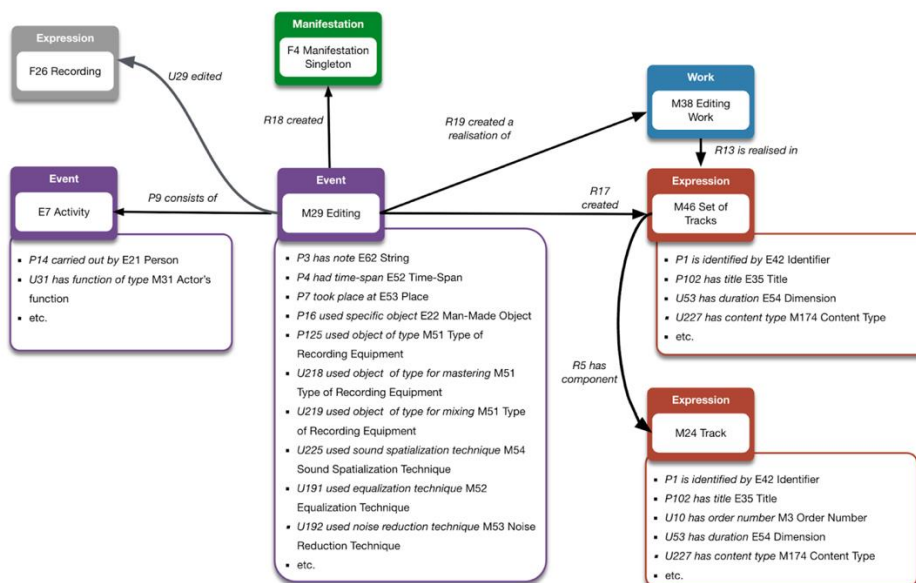 Expression
F26 Recording
U29 edited
Manifestation
F4 Manifestation
Singleton
R18 created
R19 created a
realisation of
Work
M38 Editing
Work
R13 is realised in
Event
E7 Activity
P9 consists of
Event
M29 Editing
R17
created
Expression
M46 Set of
Tracks
▪ P14 carried out by E21 Person
▪ U31 has function of type M31 Actor's
function
▪ etc.
▪ P3 has note E62 String
▪ P4 had time-span E52 Time-Span
▪ P7 took place at E53 Place
▪ P16 used specific object E22 Man-Made Object
▪ P125 used object of type M51 Type of
Recording Equipment
▪ U218 used object of type for mastering M51
Type of Recording Equipment
▪ U219 used object of type for mixing M51 Type
of Recording Equipment
▪ U225 used sound spatialization technique M54
Sound Spatialization Technique
▪ U191 used equalization technique M52
Equalization Technique
▪ U192 used noise reduction technique M53 Noise
Reduction Technique
▪ etc.
▪ P1 is identified by E42 Identifier
▪ P102 has title E35 Title
▪ U53 has duration E54 Dimension
▪ U227 has content type M174 Content Type
▪ etc.
R5 has
component
Expression
M24 Track
▪ P1 is identified by E42 Identifier
▪ P102 has title E35 Title
▪ U10 has order number M3 Order Number
▪ U53 has duration E54 Dimension
▪ U227 has content type M174 Content Type
▪ etc.